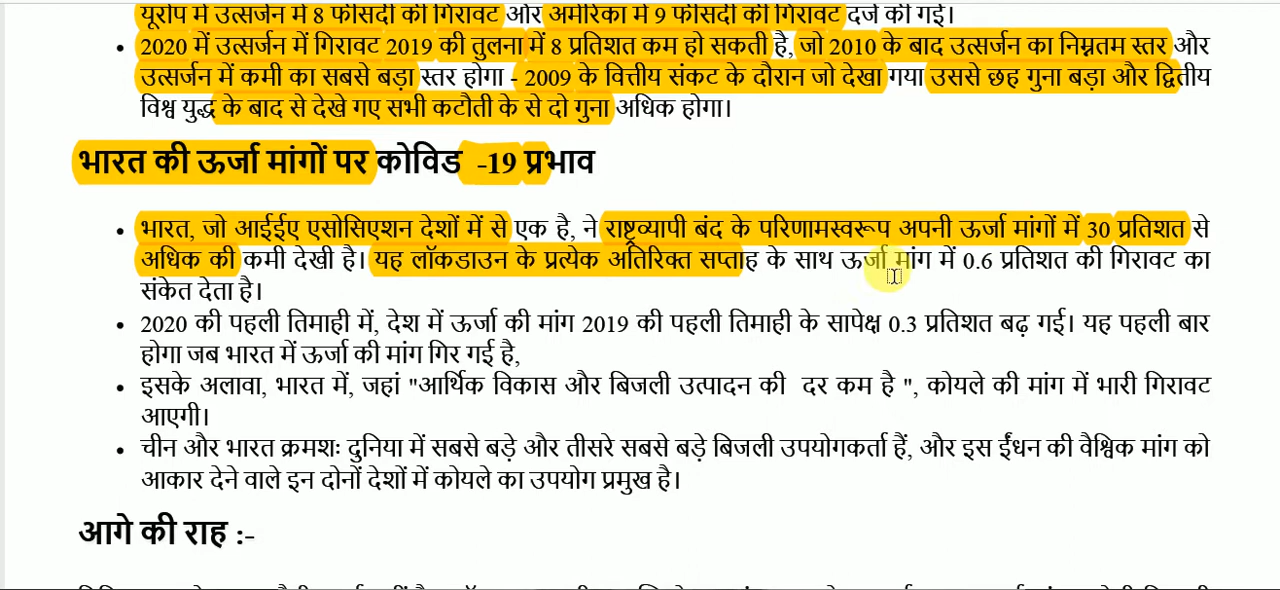 यूरोप में उत्सर्जन में 8 फीसदी की गिरावट और अमेरिका में 9 फीसदी की गिरावट दर्ज की गई।
• 2020 में उत्सर्जन में गिरावट 2019 की तुलना में 8 प्रतिशत कम हो सकती है, जो 2010 के बाद उत्सर्जन का निम्नतम स्तर और
उत्सर्जन में कमी का सबसे बड़ा स्तर होगा - 2009 के वित्तीय संकट के दौरान जो देखा गया उससे छह गुना बड़ा और द्वितीय
विश्व युद्ध के बाद से देखे गए सभी कटौती के से दो गुना अधिक होगा।
भारत की ऊर्जा मांगों पर कोविड -19 प्रभाव
• भारत, जो आईईए एसोसिएशन देशों में से एक है, ने राष्ट्रव्यापी बंद के परिणामस्वरूप अपनी ऊर्जा मांगों में 30 प्रतिशत से
अधिक की कमी देखी है। यह लॉकडाउन के प्रत्येक अतिरिक्त सप्ताह के साथ ऊर्जा मांग में 0.6 प्रतिशत की गिरावट का
संकेत देता है।
• 2020 की पहली तिमाही में, देश में ऊर्जा की मांग 2019 की पहली तिमाही के सापेक्ष 0.3 प्रतिशत बढ़ गई। यह पहली बार
होगा जब भारत में ऊर्जा की मांग गिर गई है,
• इसके अलावा, भारत में, जहां "आर्थिक विकास और बिजली उत्पादन की दर कम है ", कोयले की मांग में भारी गिरावट
आएगी।
• चीन और भारत क्रमशः दुनिया में सबसे बड़े और तीसरे सबसे बड़े बिजली उपयोगकर्ता हैं, और इस ईंधन की वैश्विक मांग को
आकार देने वाले इन दोनों देशों में कोयले का उपयोग प्रमुख है।
आगे की राह :-